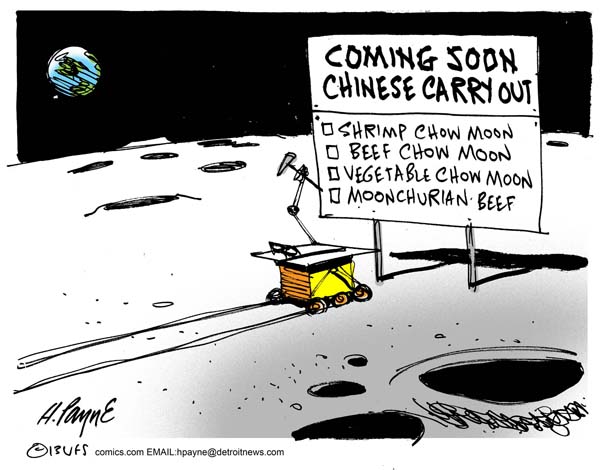 COMING SOON
CHINESE CARRY OUT
SHRIMP CHOW MOON
BEEF CHOW MOON
VEGETABLE CHOW MOON
MOONCHURIAN BEEF
H. Payne
©13 UFS comics.com EMAIL:hpayne@detroitnews.com